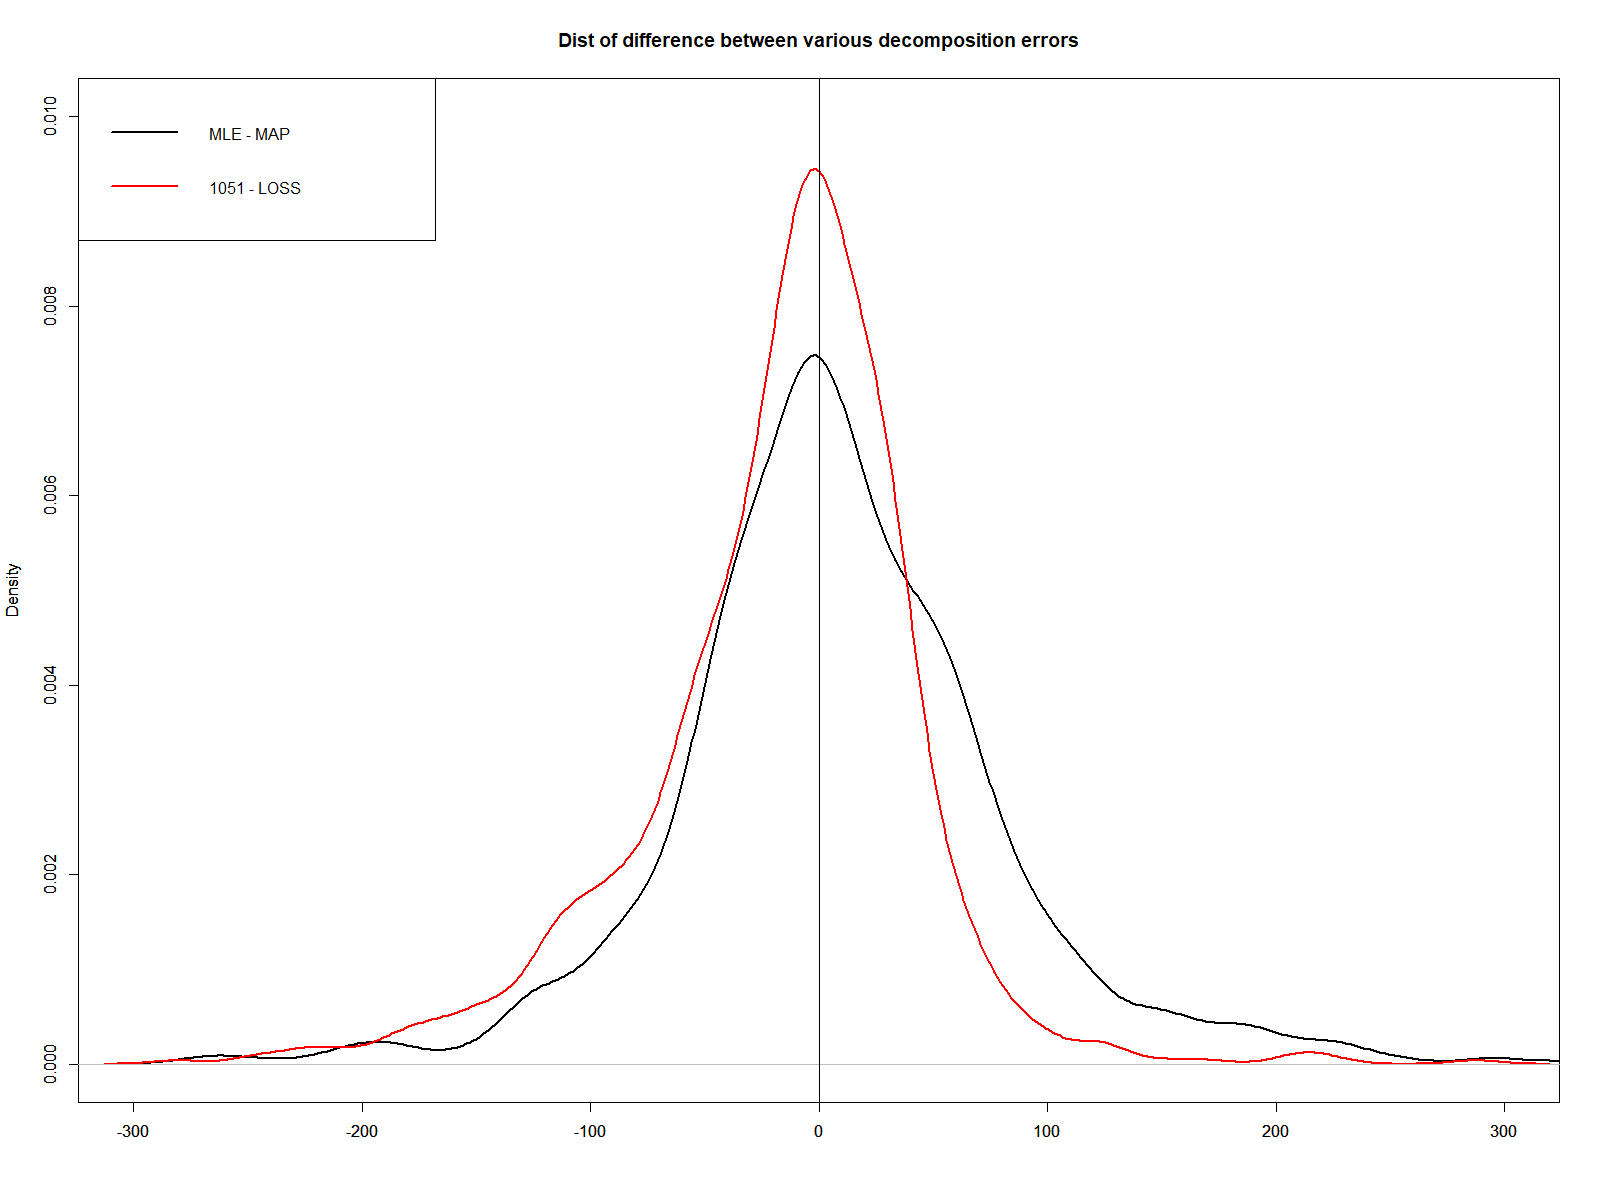 Dist of difference between various decomposition errors
MLE - MAP
1051 - LOSS
Density
0.010
0.008
0.006
0.004
0.002
0.000
-300 -200 -100 0 100 200 300